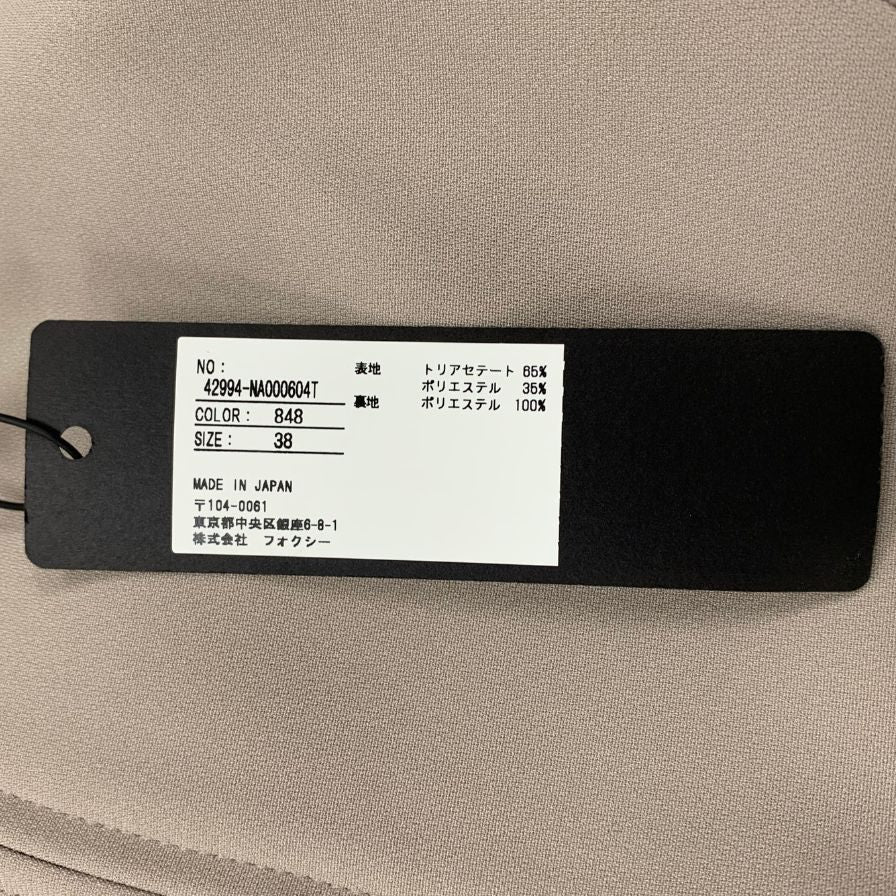 NO:
42994-NA000604T
COLOR: 848
SIZE: 38
表地 トリアセテート 65%
ポリエステル 35%
裏地 ポリエステル 100%
MADE IN JAPAN
〒104-0061
東京都中央区銀座6-8-1
株式会社 フォクシー